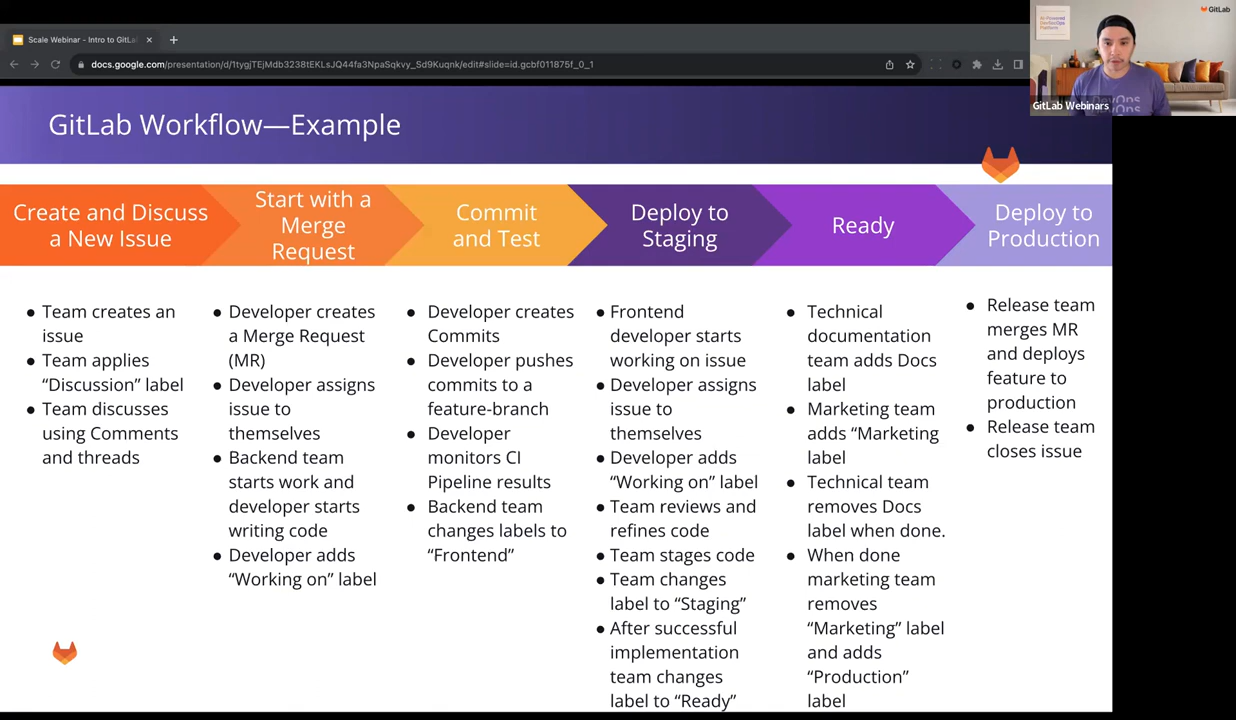 Scale Webinar - Intro to GitLa
docs.google.com/presentation/d/1tygjTEjMdb3238tEKLsJQ44fa3NpaSqkvy_Sd9Kuqnk/edit#slide=id.gcbf011875f_0_1
AI-Powered
DevSecOps
Platform
GitLab
DevOps
GitLab Webinars
GitLab Workflow—Example
Create and Discuss
a New Issue
Start with a
Merge
Request
Commit
and Test
Deploy to
Staging
Ready
Deploy to
Production
● Team creates an
issue
● Team applies
“Discussion” label
● Team discusses
using Comments
and threads
● Developer creates
a Merge Request
(MR)
● Developer assigns
issue to
themselves
● Backend team
starts work and
developer starts
writing code
● Developer adds
“Working on” label
● Developer creates
Commits
● Developer pushes
commits to a
feature-branch
● Developer
monitors CI
Pipeline results
● Backend team
changes labels to
“Frontend”
● Frontend
developer starts
working on issue
● Developer assigns
issue to
themselves
● Developer adds
“Working on” label
● Team reviews and
refines code
● Team stages code
● Team changes
label to “Staging”
● After successful
implementation
team changes
label to “Ready”
● Technical
documentation
team adds Docs
label
● Marketing team
adds “Marketing
label
● Technical team
removes Docs
label when done.
● When done
marketing team
removes
“Marketing” label
and adds
“Production”
label
● Release team
merges MR
and deploys
feature to
production
● Release team
closes issue